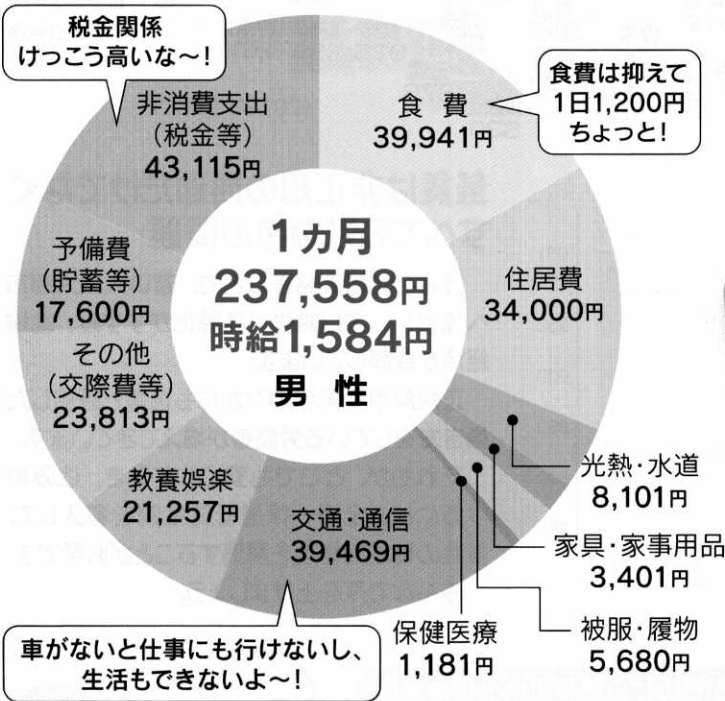 税金関係
けっこう高いな～!
非消費支出
(税金等)
43,115円
食 費
39,941円
食費は抑えて
1日1,200円
ちょっと!
予備費
(貯蓄等)
17,600円
1ヵ月
237,558円
時給1,584円
男 性
住居費
34,000円
その他
(交際費等)
23,813円
教養娯楽
21,257円
交通・通信
39,469円
光熱・水道
8,101円
家具・家事用品
3,401円
被服・履物
5,680円
保健医療
1,181円
車がないと仕事にも行けないし、
生活もできないよ～!